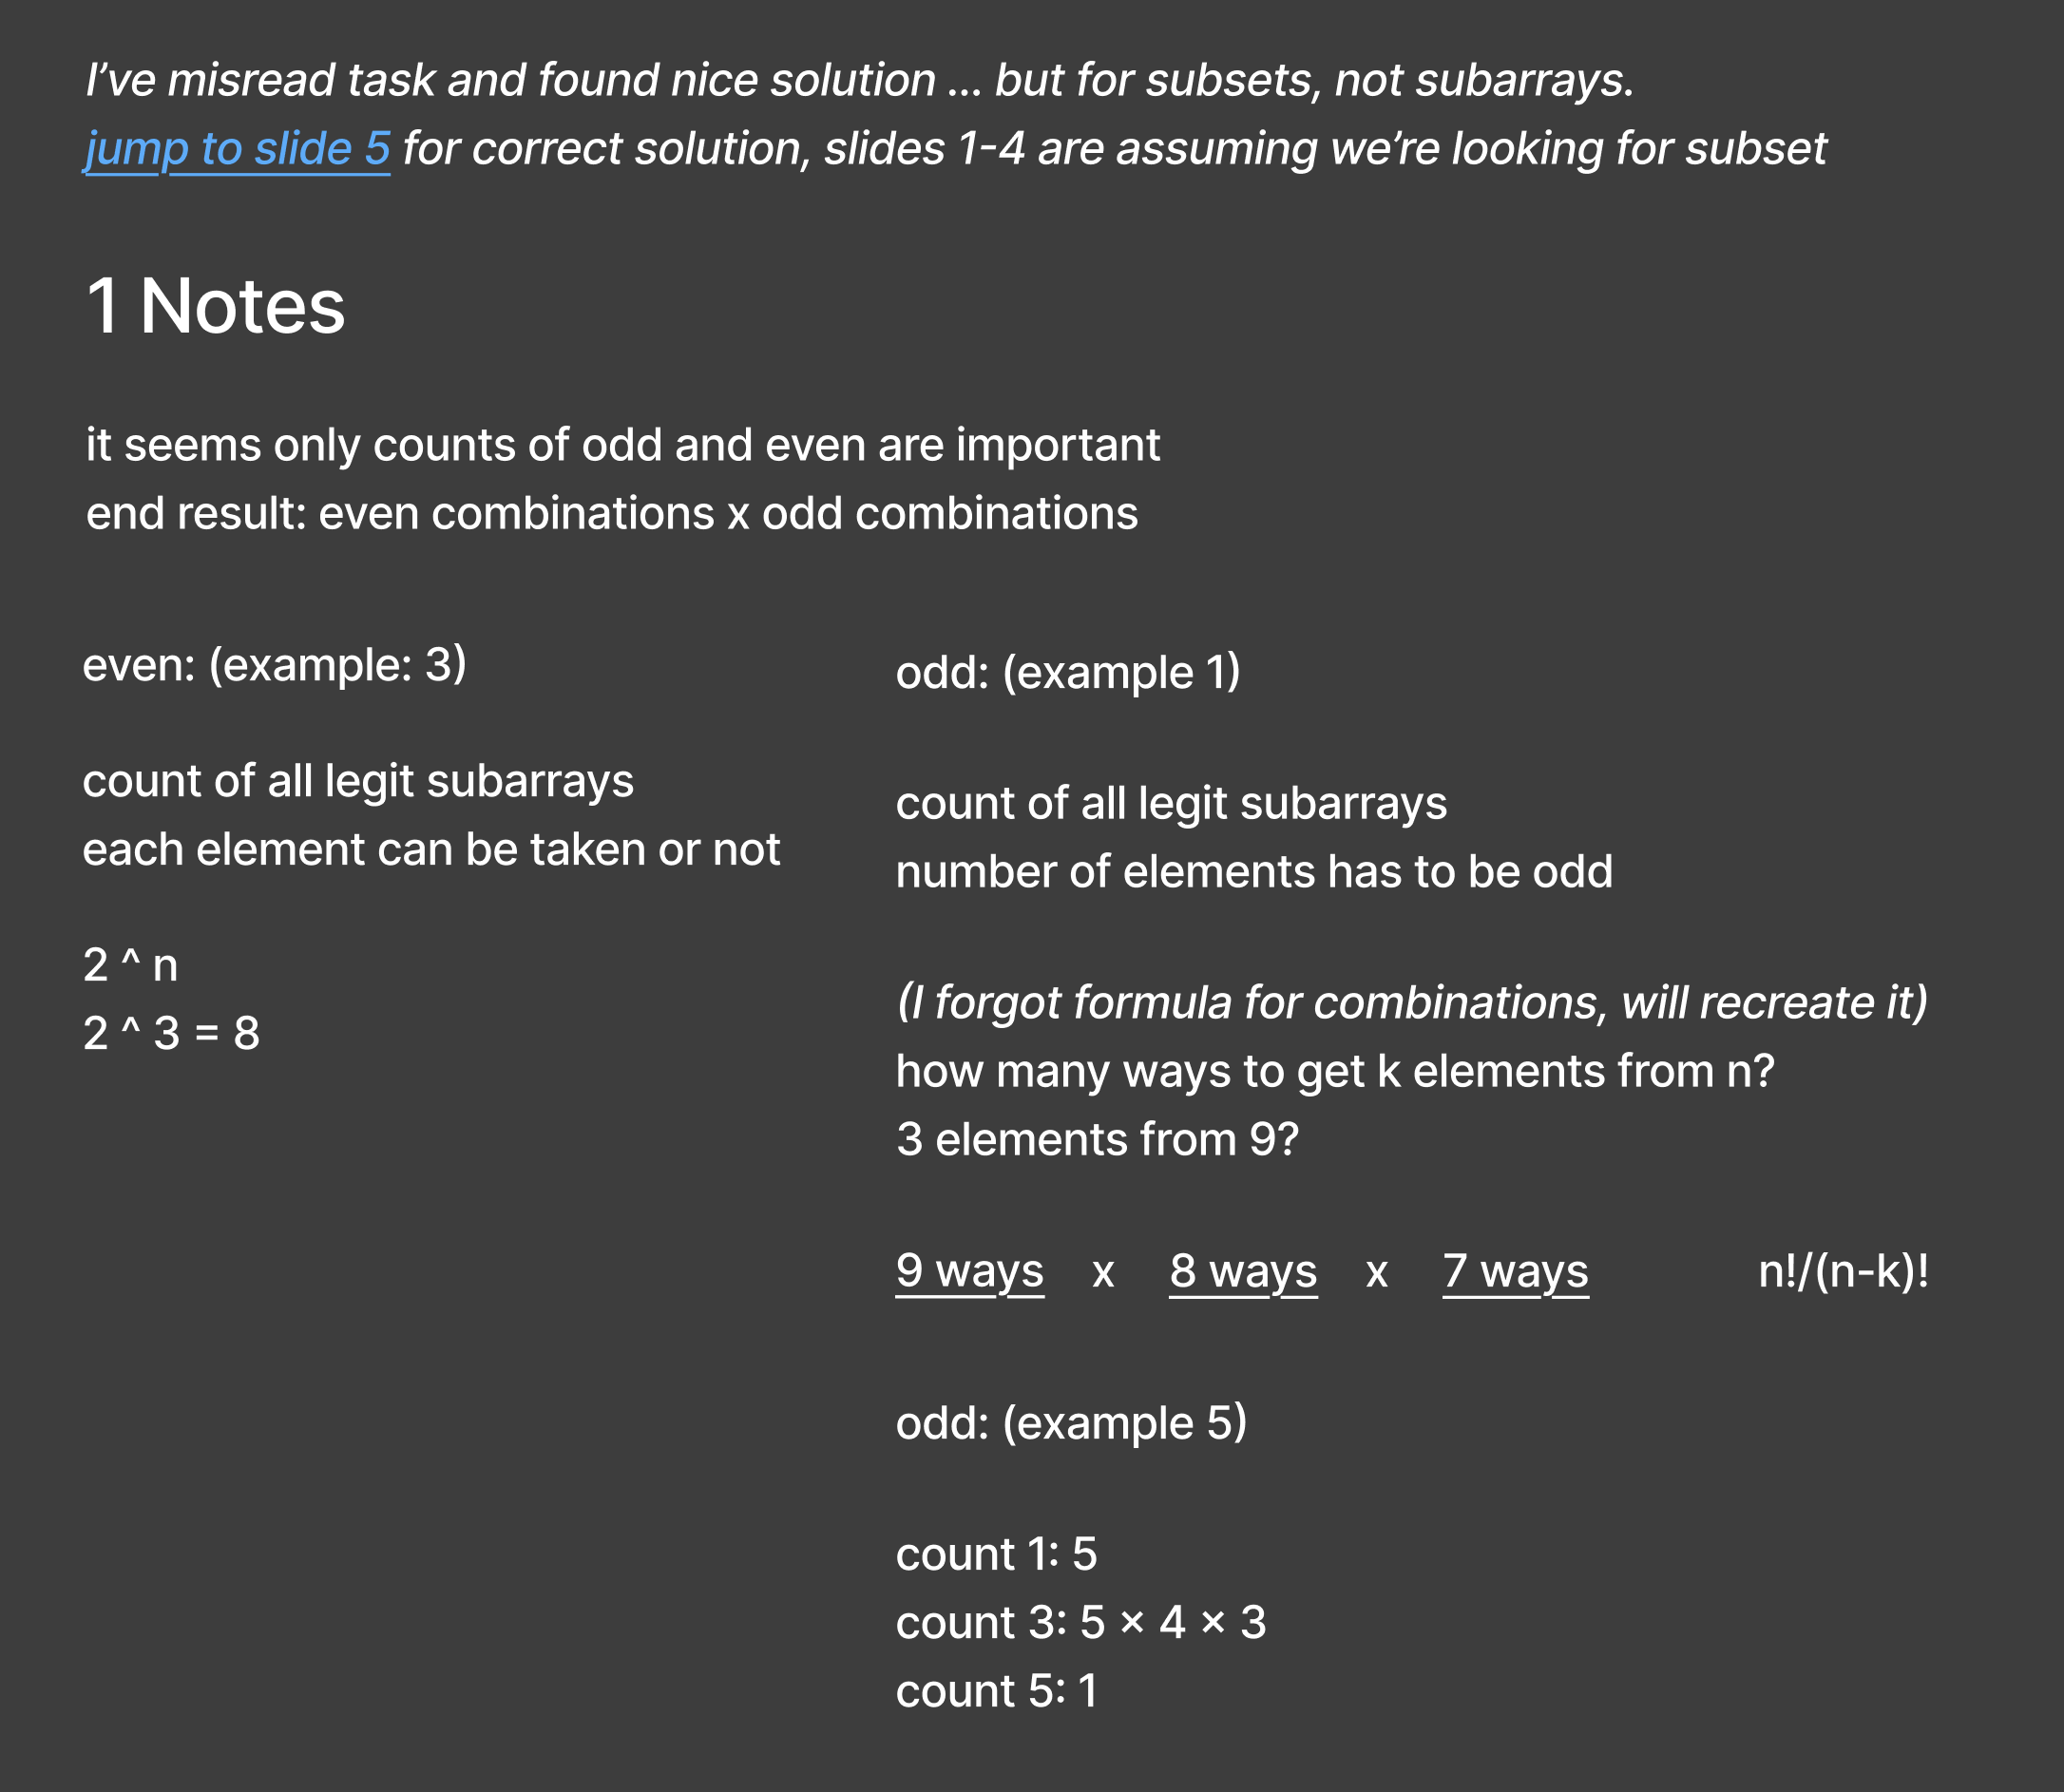 I've misread task and found nice solution ... but for subsets, not subarrays.
jump to slide 5 for correct solution, slides 1-4 are assuming we're looking for subset
1 Notes
it seems only counts of odd and even are important
end result: even combinations x odd combinations
even: (example: 3)
count of all legit subarrays
each element can be taken or not
2 ^ n
2 ^ 3 = 8
odd: (example 1)
count of all legit subarrays
number of elements has to be odd
(I forgot formula for combinations, will recreate it)
how many ways to get k elements from n?
3 elements from 9?
9 ways x 8 ways x 7 ways n!/(n-k)!
odd: (example 5)
count 1: 5
count 3: 5 × 4 × 3
count 5: 1